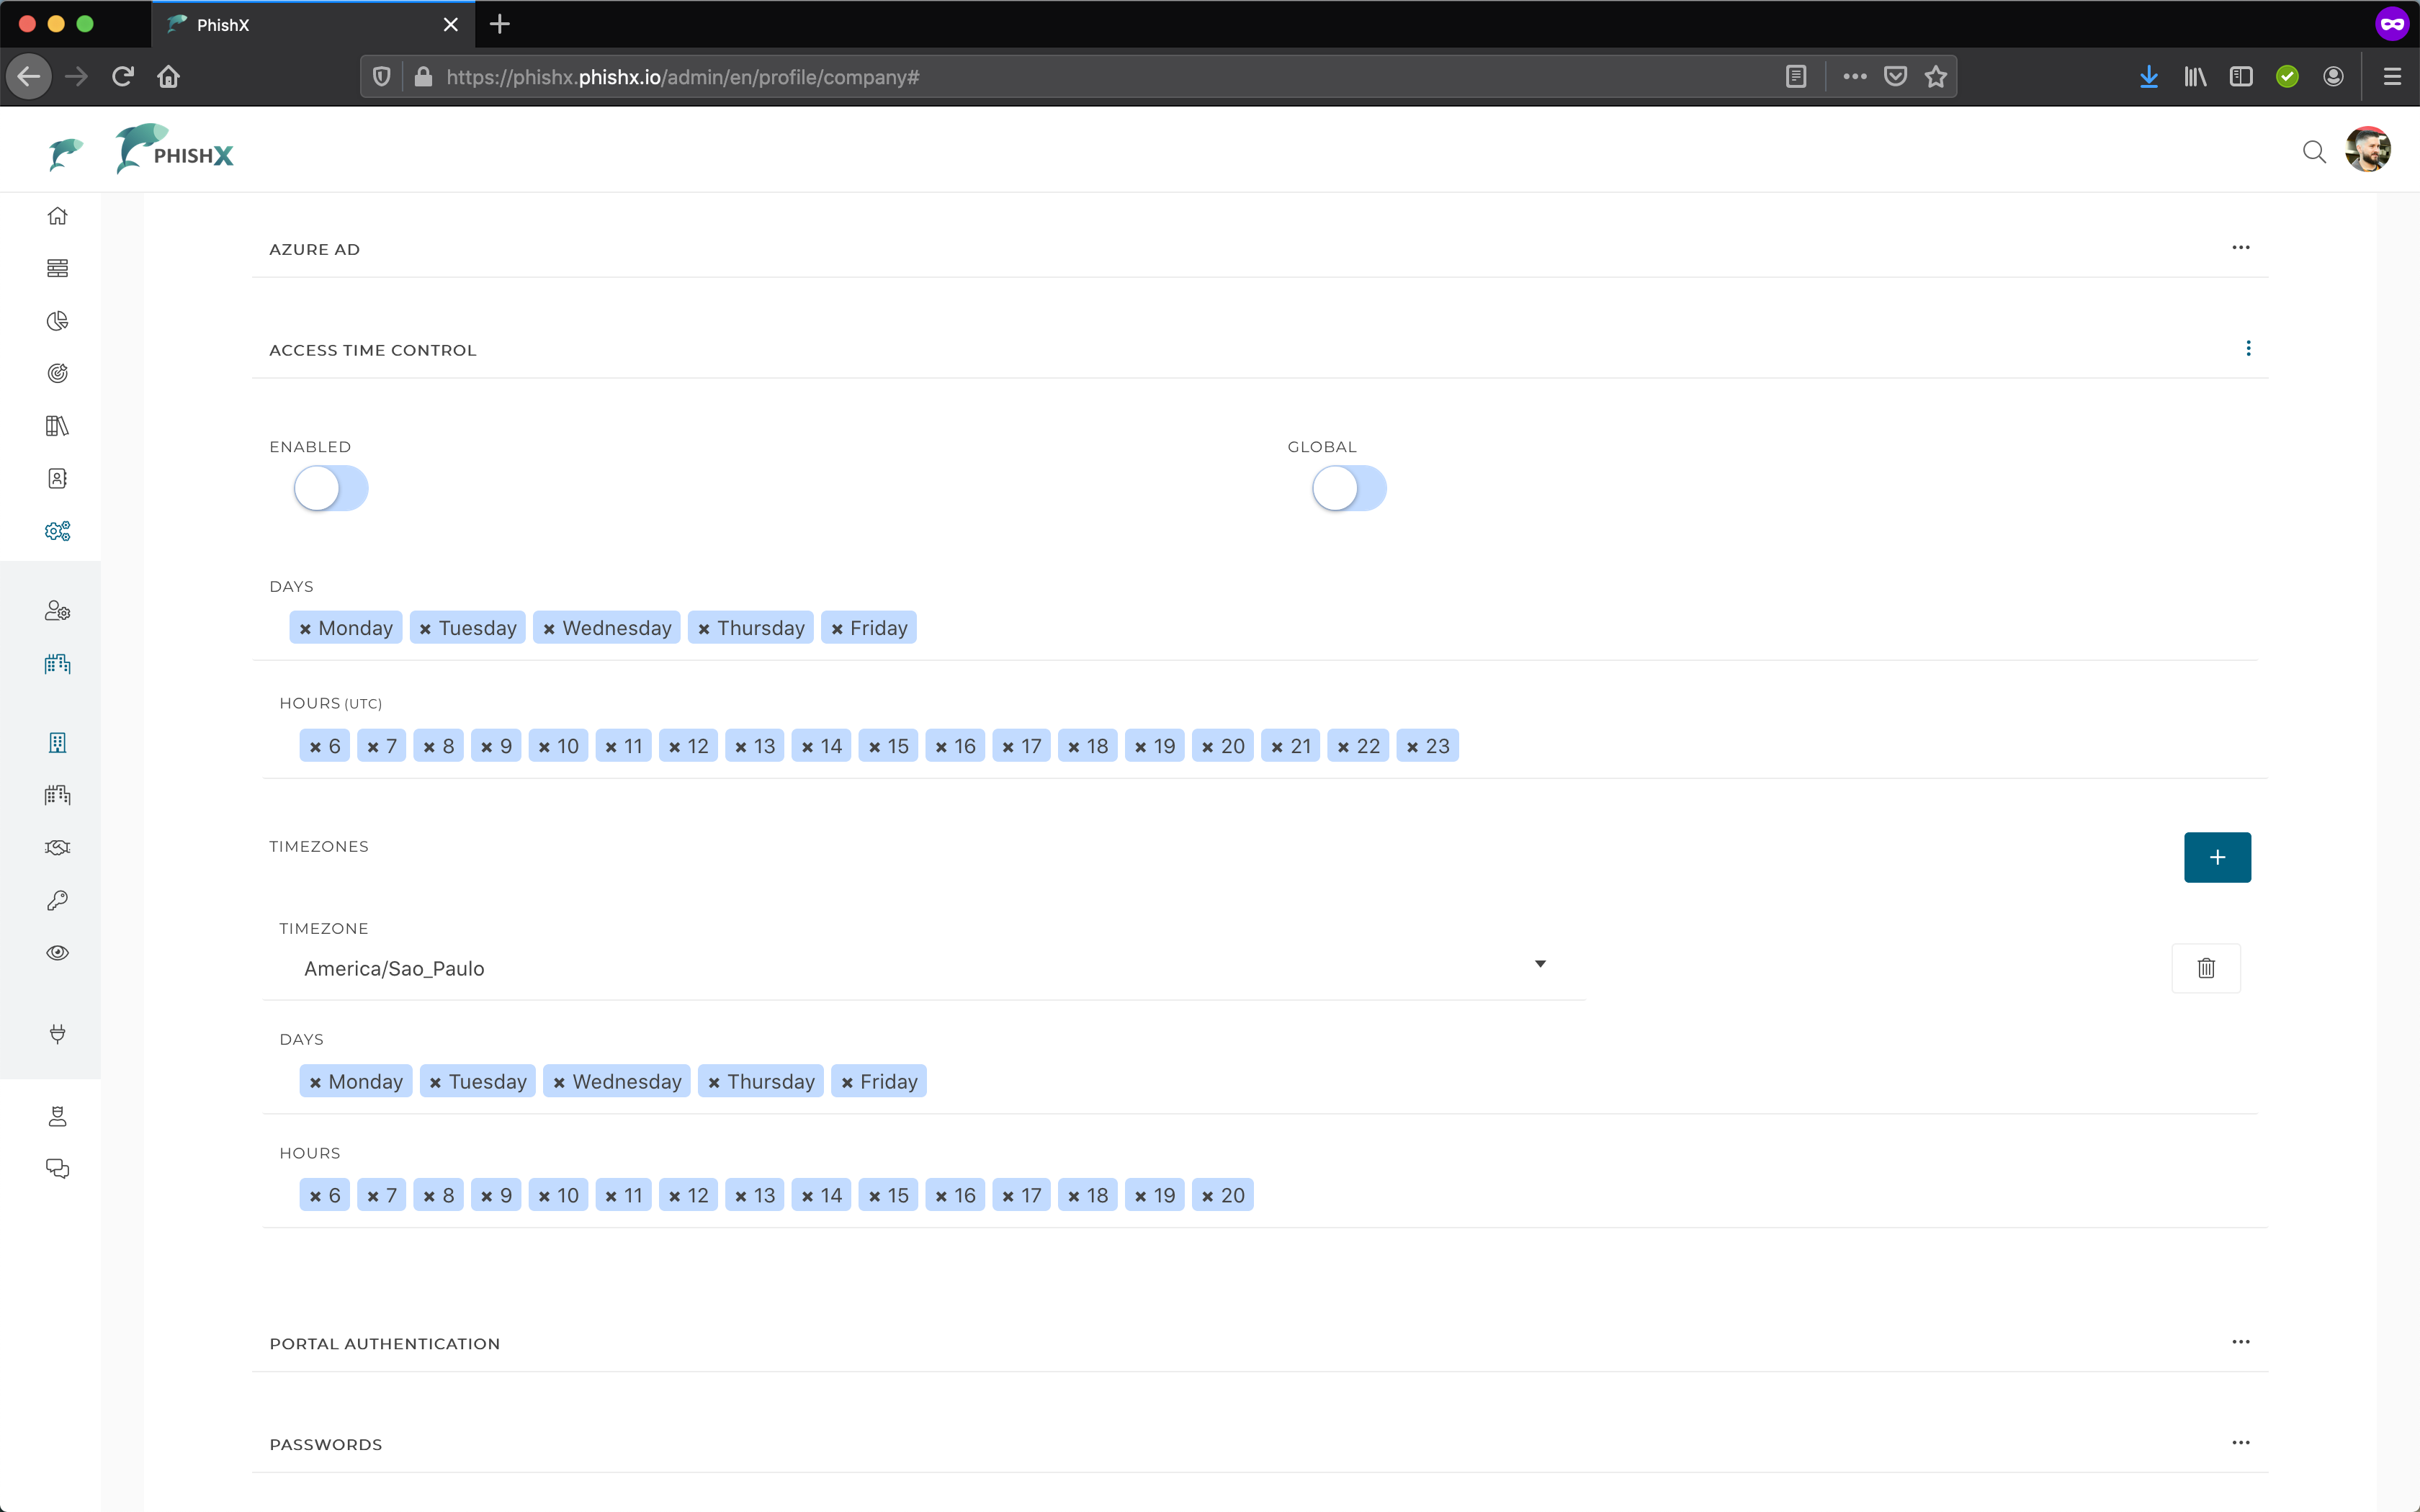 PhishX
https://phishx.phishx.io/admin/en/profile/company#
PHISHX
AZURE AD
ACCESS TIME CONTROL
ENABLED GLOBAL
DAYS
× Monday × Tuesday × Wednesday × Thursday × Friday
HOURS (UTC)
× 6 × 7 × 8 × 9 × 10 × 11 × 12 × 13 × 14 × 15 × 16 × 17 × 18 × 19 × 20 × 21 × 22 × 23
TIMEZONES
TIMEZONE
America/Sao_Paulo
DAYS
× Monday × Tuesday × Wednesday × Thursday × Friday
HOURS
× 6 × 7 × 8 × 9 × 10 × 11 × 12 × 13 × 14 × 15 × 16 × 17 × 18 × 19 × 20
PORTAL AUTHENTICATION
PASSWORDS